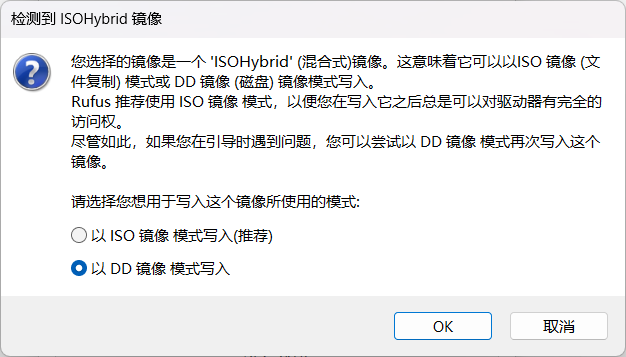 检测到 ISOHybrid 镜像
您选择的镜像是一个 'ISOHybrid' (混合式)镜像。这意味着它可以以ISO 镜像 (文
件复制) 模式或 DD 镜像 (磁盘) 镜像模式写入。
Rufus 推荐使用 ISO 镜像 模式，以便您在写入它之后总是可以对驱动器有完全的
访问权。
尽管如此，如果您在引导时遇到问题，您可以尝试以 DD 镜像 模式再次写入这个
镜像。
请选择您想用于写入这个镜像所使用的模式:
以 ISO 镜像 模式写入(推荐)
以 DD 镜像 模式写入
OK
取消